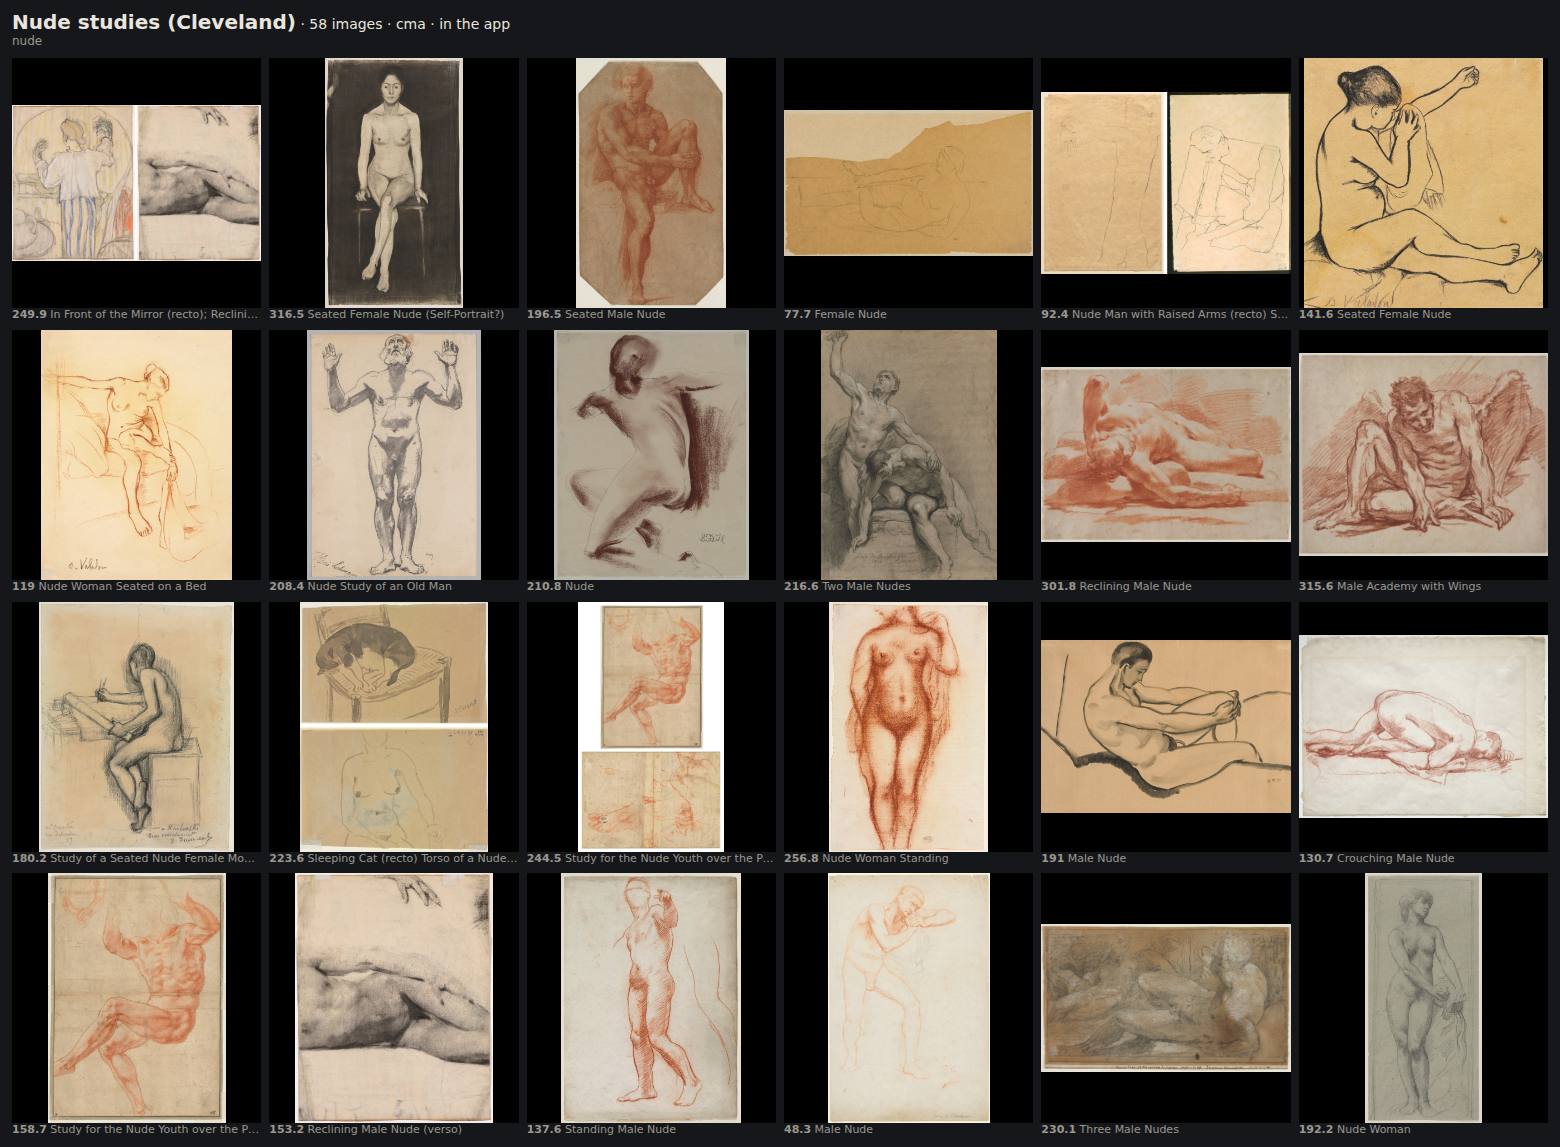 Nude studies (Cleveland) · 58 images · cma · in the app
nude
249.9 In Front of the Mirror (recto); Reclini...
316.5 Seated Female Nude (Self-Portrait?)
196.5 Seated Male Nude
77.7 Female Nude
92.4 Nude Man with Raised Arms (recto) S...
141.6 Seated Female Nude
119 Nude Woman Seated on a Bed
208.4 Nude Study of an Old Man
210.8 Nude
216.6 Two Male Nudes
301.8 Reclining Male Nude
315.6 Male Academy with Wings
180.2 Study of a Seated Nude Female Mo...
223.6 Sleeping Cat (recto) Torso of a Nude...
244.5 Study for the Nude Youth over the P...
256.8 Nude Woman Standing
191 Male Nude
130.7 Crouching Male Nude
158.7 Study for the Nude Youth over the P...
153.2 Reclining Male Nude (verso)
137.6 Standing Male Nude
48.3 Male Nude
230.1 Three Male Nudes
192.2 Nude Woman